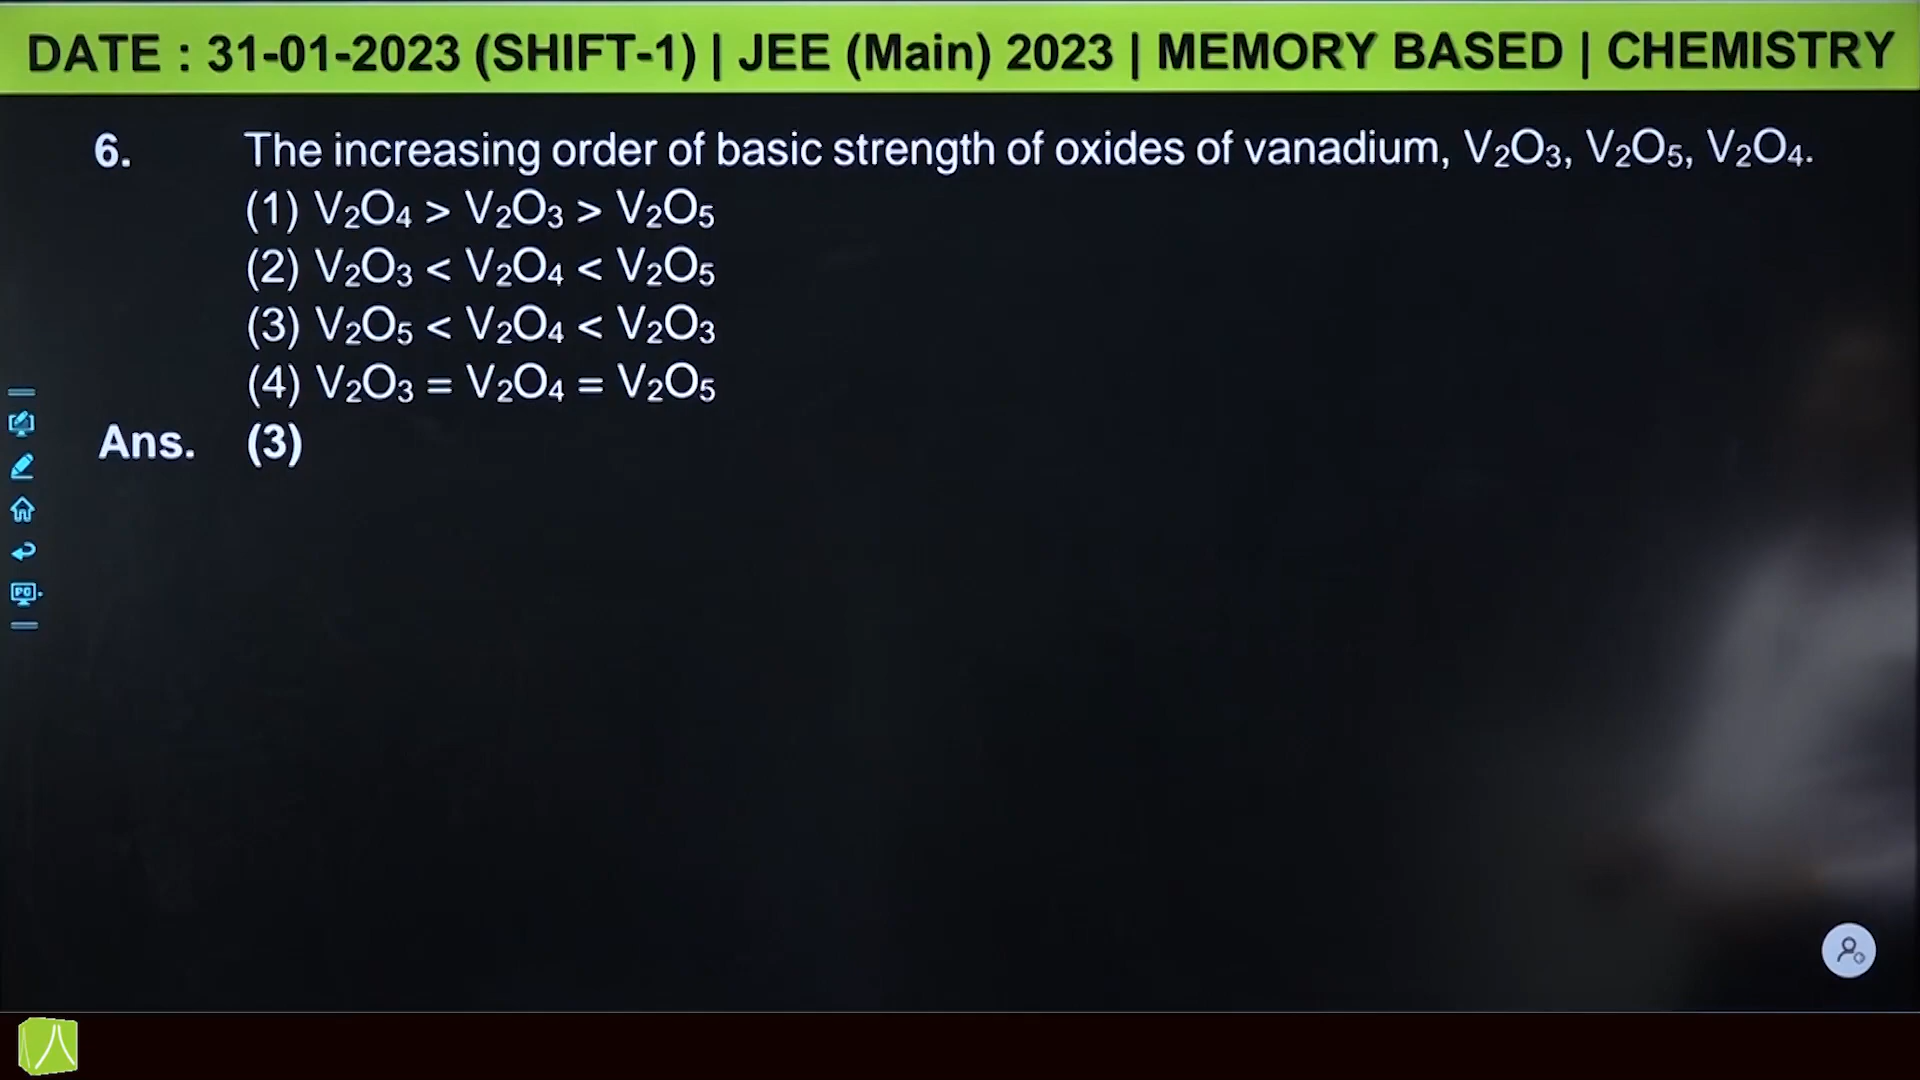 DATE : 31-01-2023 (SHIFT-1) | JEE (Main) 2023 | MEMORY BASED | CHEMISTRY
6. The increasing order of basic strength of oxides of vanadium, V₂O₃, V₂O₅, V₂O₄.
(1) V₂O₄ > V₂O₃ > V₂O₅
(2) V₂O₃ < V₂O₄ < V₂O₅
(3) V₂O₅ < V₂O₄ < V₂O₃
(4) V₂O₃ = V₂O₄ = V₂O₅
Ans. (3)
PC